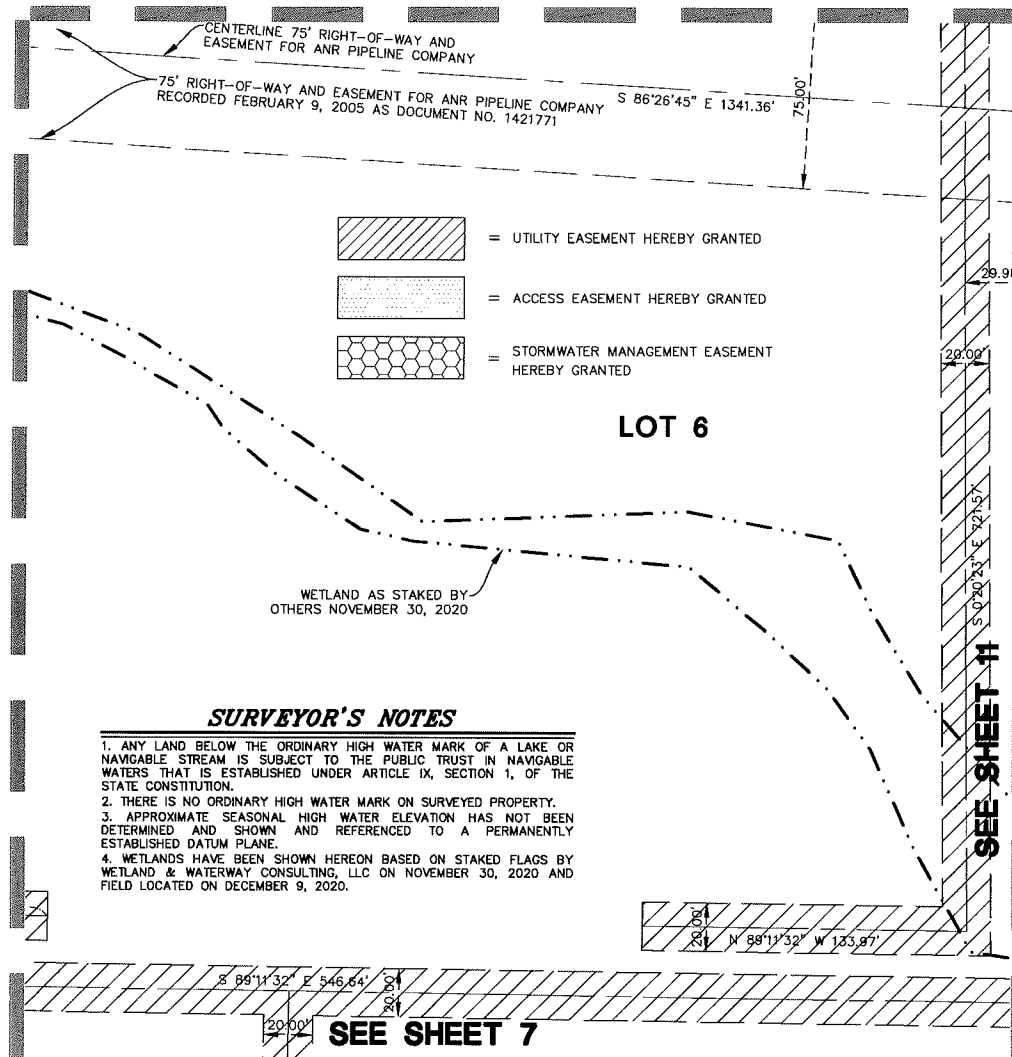 CENTERLINE 75' RIGHT-OF-WAY AND
EASEMENT FOR ANR PIPELINE COMPANY
75' RIGHT-OF-WAY AND EASEMENT FOR ANR PIPELINE COMPANY
RECORDED FEBRUARY 9, 2005 AS DOCUMENT NO. 1421771
S 86°26'45" E 1341.36'
75.00'
= UTILITY EASEMENT HEREBY GRANTED
= ACCESS EASEMENT HEREBY GRANTED
= STORMWATER MANAGEMENT EASEMENT
HEREBY GRANTED
20.00'
LOT 6
S 0°20'23" E 721.57'
WETLAND AS STAKED BY
OTHERS NOVEMBER 30, 2020
SEE SHEET 11
SURVEYOR'S NOTES
1. ANY LAND BELOW THE ORDINARY HIGH WATER MARK OF A LAKE OR
NAVIGABLE STREAM IS SUBJECT TO THE PUBLIC TRUST IN NAVIGABLE
WATERS THAT IS ESTABLISHED UNDER ARTICLE IX, SECTION 1, OF THE
STATE CONSTITUTION.
2. THERE IS NO ORDINARY HIGH WATER MARK ON SURVEYED PROPERTY.
3. APPROXIMATE SEASONAL HIGH WATER ELEVATION HAS NOT BEEN
DETERMINED AND SHOWN AND REFERENCED TO A PERMANENTLY
ESTABLISHED DATUM PLANE.
4. WETLANDS HAVE BEEN SHOWN HEREON BASED ON STAKED FLAGS BY
WETLAND & WATERWAY CONSULTING, LLC ON NOVEMBER 30, 2020 AND
FIELD LOCATED ON DECEMBER 9, 2020.
20.00'
N 89°11'32" W 133.97'
S 89°11'32" E 546.64'
20.00'
20.00'
SEE SHEET 7